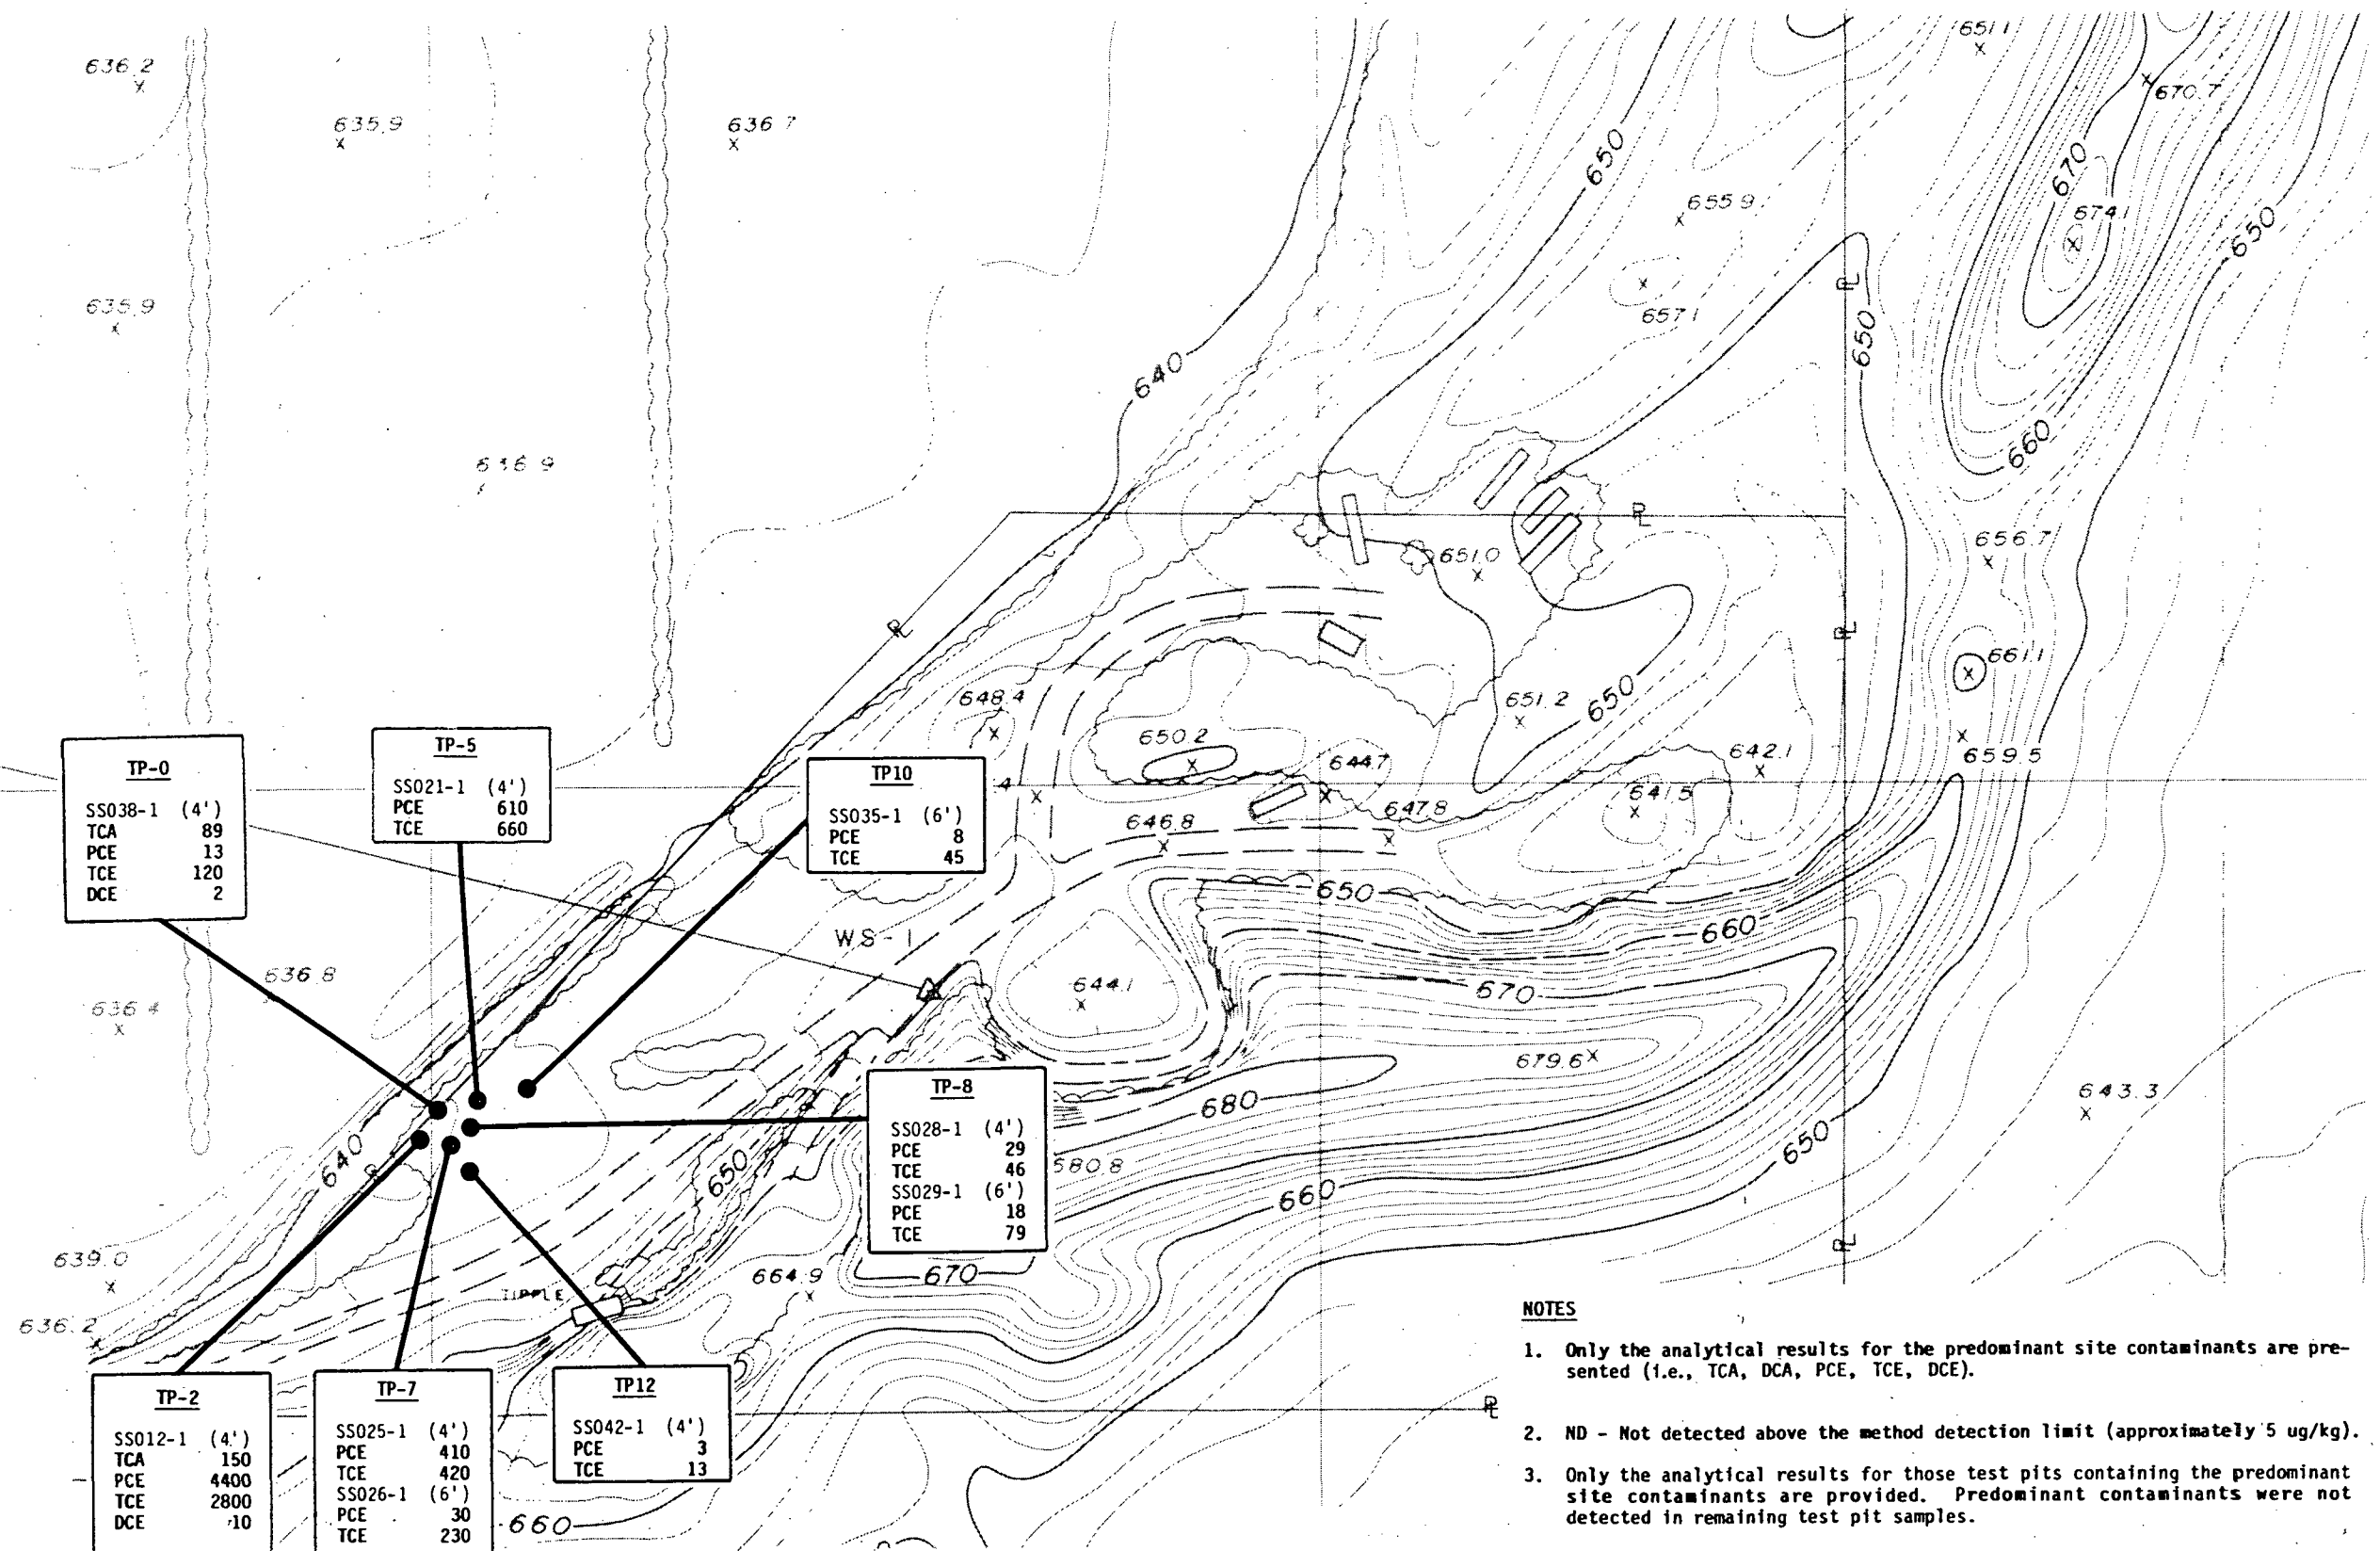 651.1
636.2
670.7
635.9
636.7
650
670
655.9
674.1
650
635.9
657.1
650
640
660
636.9
651.0
656.7
661.1
648.4
651.2
650
650.2
644.7
642.1
659.5
641.5
647.8
646.8
4
TP-0
SS038-1 (4')
TCA 89
PCE 13
TCE 120
DCE 2
TP-5
SS021-1 (4')
PCE 610
TCE 660
TP10
SS035-1 (6')
PCE 8
TCE 45
650
WS-1
660
636.8
644.1
670
636.4
679.6
680
643.3
640
650
650
TP-8
SS028-1 (4')
PCE 29
TCE 46
SS029-1 (6')
PCE 18
TCE 79
580.8
660
639.0
664.9
670
TIPPLE
636.2
TP-2
SS012-1 (4')
TCA 150
PCE 4400
TCE 2800
DCE 10
TP-7
SS025-1 (4')
PCE 410
TCE 420
SS026-1 (6')
PCE 30
TCE 230
TP12
SS042-1 (4')
PCE 3
TCE 13
660
NOTES
1. Only the analytical results for the predominant site contaminants are pre-
sented (i.e., TCA, DCA, PCE, TCE, DCE).
2. ND - Not detected above the method detection limit (approximately 5 ug/kg).
3. Only the analytical results for those test pits containing the predominant
site contaminants are provided. Predominant contaminants were not
detected in remaining test pit samples.